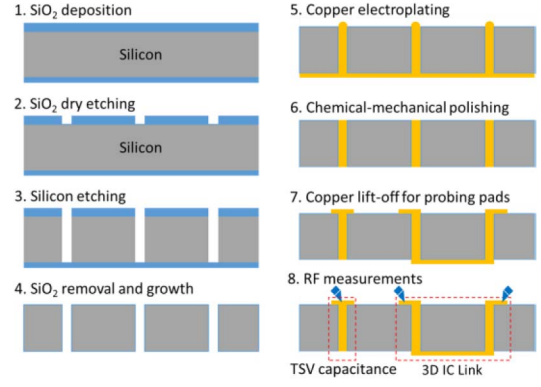 1. SiO₂ deposition
Silicon
2. SiO₂ dry etching
Silicon
3. Silicon etching
4. SiO₂ removal and growth
5. Copper electroplating
6. Chemical-mechanical polishing
7. Copper lift-off for probing pads
8. RF measurements
TSV capacitance
3D IC Link